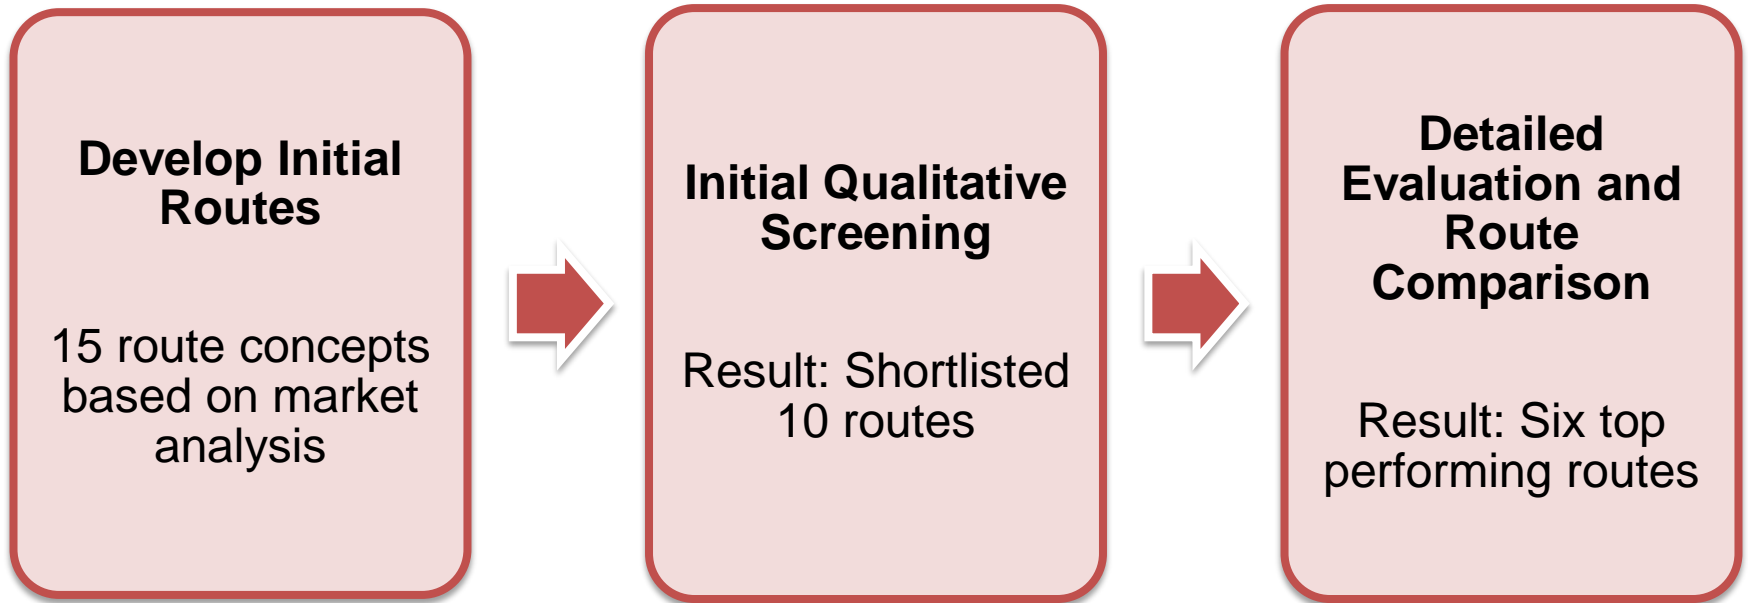 Develop Initial
Routes
15 route concepts
based on market
analysis
Initial Qualitative
Screening
Result: Shortlisted
10 routes
Detailed
Evaluation and
Route
Comparison
Result: Six top
performing routes